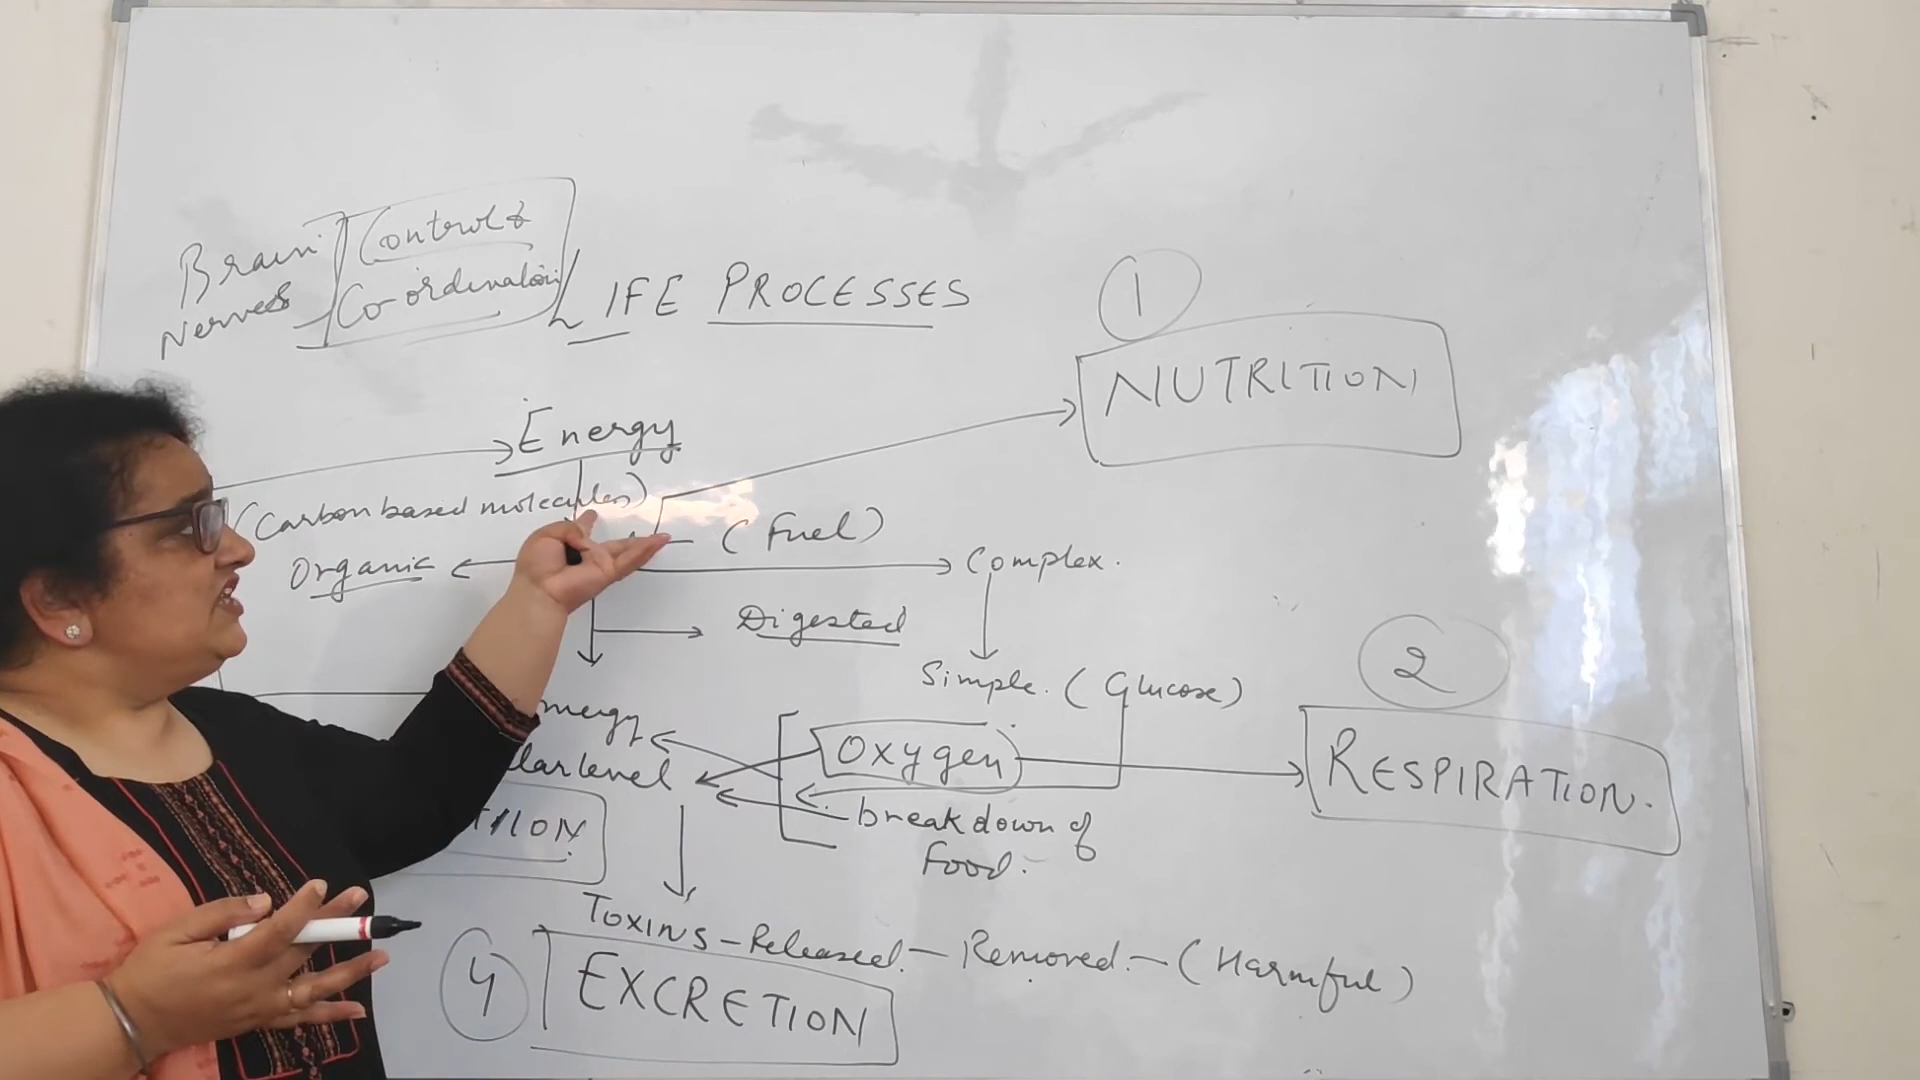 Brain Control &
Nerves Co-ordination
LIFE PROCESSES
1
NUTRITION
Energy
(Carbon based molecules)
(Fuel)
Organic
Complex.
Digested
Simple. (Glucose)
2
Oxygen
RESPIRATION.
level
breakdown of
Food.
TOXINS - Released. - Removed. - (Harmful)
4
EXCRETION